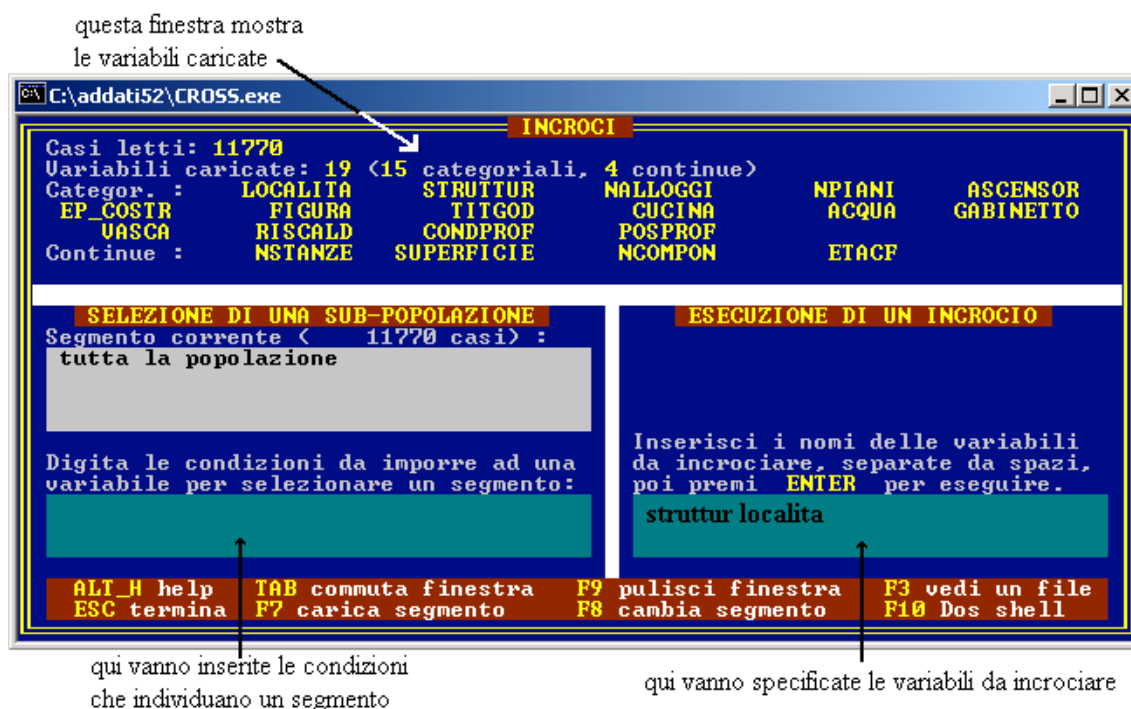 questa finestra mostra
le variabili caricate
C:\addati52\CROSS.exe
INCROCI
Casi letti: 11770
Variabili caricate: 19 (15 categoriali, 4 continue)
Categor. : LOCALITA STRUTTUR NALLOGGI NPIANI ASCENSOR
EP_COSTR FIGURA TITGOD CUCINA ACQUA GABINETTO
VASCA RISCALD CONDPROF POSPROF
Continue : NSTANZE SUPERFICIE NCOMPON ETACF
SELEZIONE DI UNA SUB-POPOLAZIONE
Segmento corrente ( 11770 casi) :
tutta la popolazione
Digita le condizioni da imporre ad una
variabile per selezionare un segmento:
ESECUZIONE DI UN INCROCIO
Inserisci i nomi delle variabili
da incrociare, separate da spazi,
poi premi ENTER per eseguire.
struttur localita
ALT_H help TAB commuta finestra F9 pulisci finestra F3 vedi un file
ESC termina F7 carica segmento F8 cambia segmento F10 Dos shell
qui vanno inserite le condizioni
che individuano un segmento
qui vanno specificate le variabili da incrociare